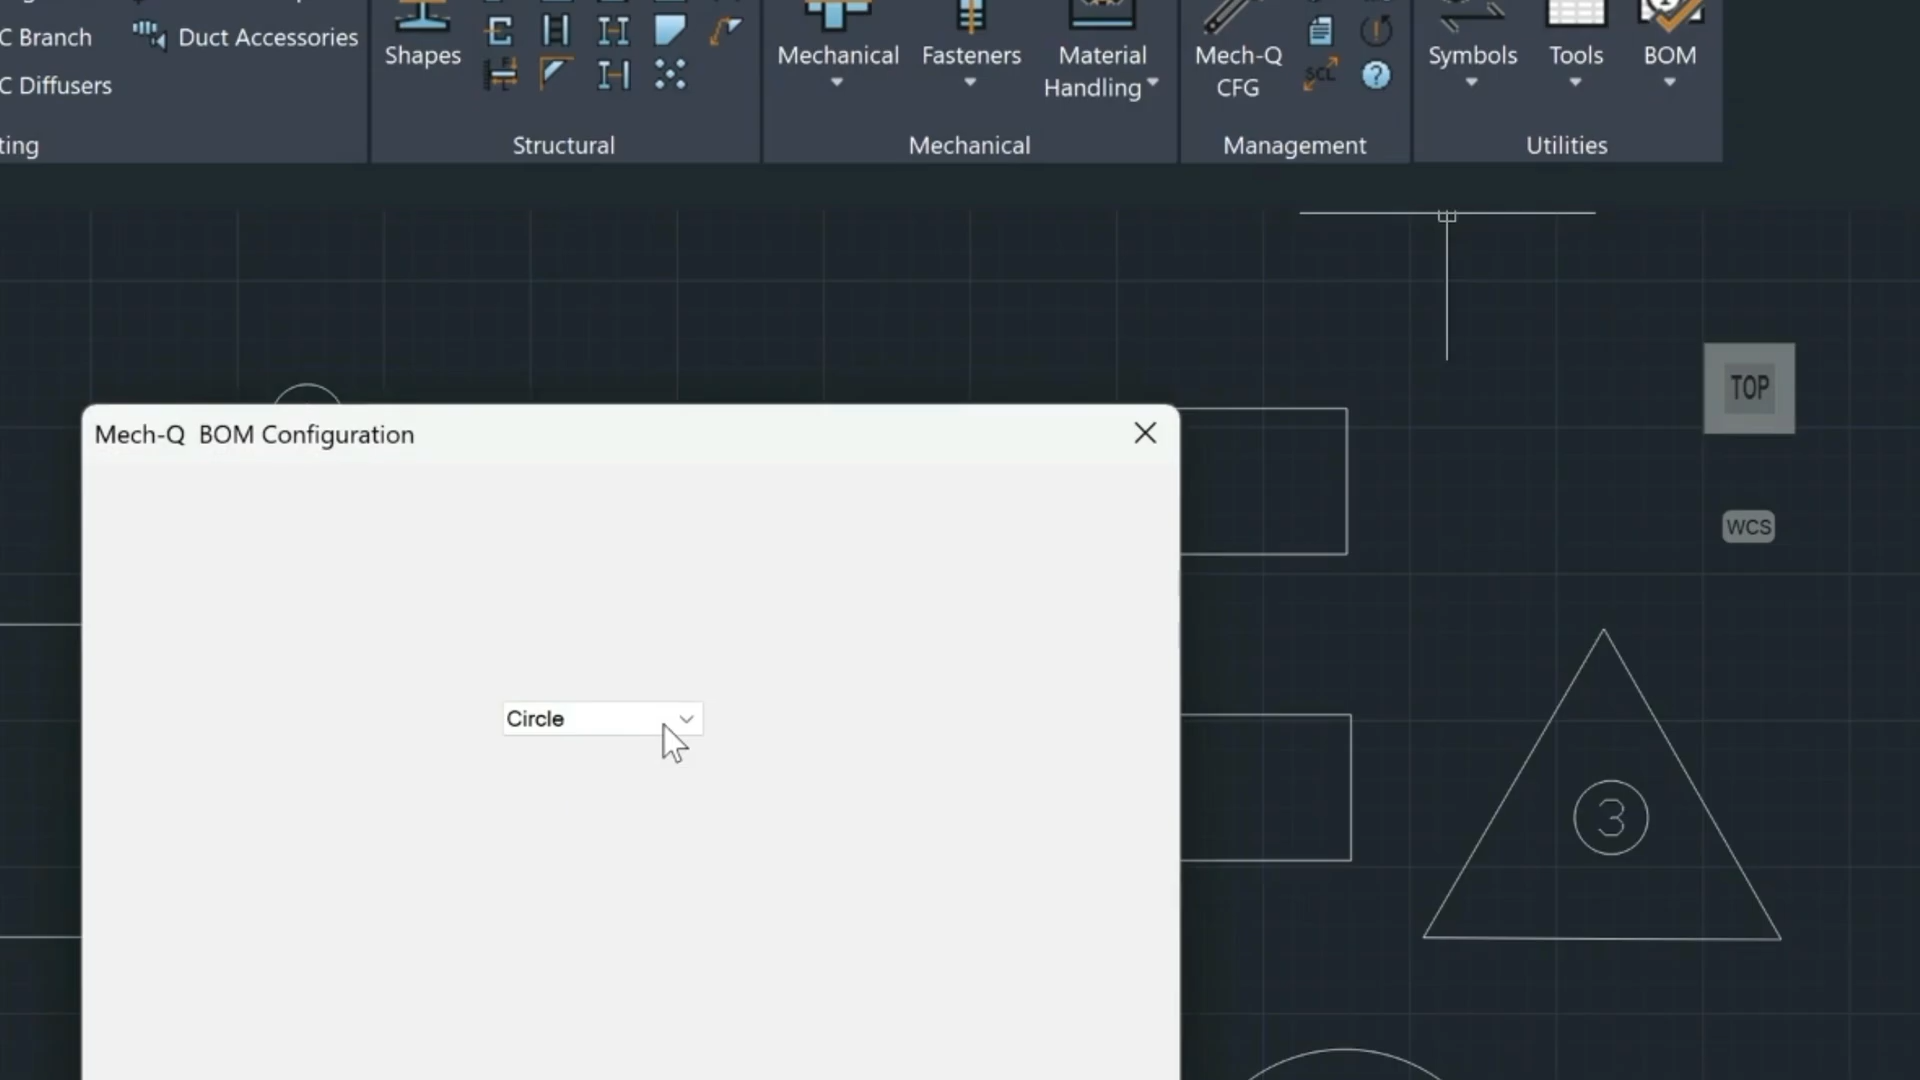 C Branch
Duct Accessories
C Diffusers
ting
Shapes
Structural
Mechanical
Fasteners
Material
Handling
Mechanical
Mech-Q
CFG
SCL
Management
Symbols
Tools
BOM
Utilities
TOP
WCS
Mech-Q BOM Configuration
Circle
3